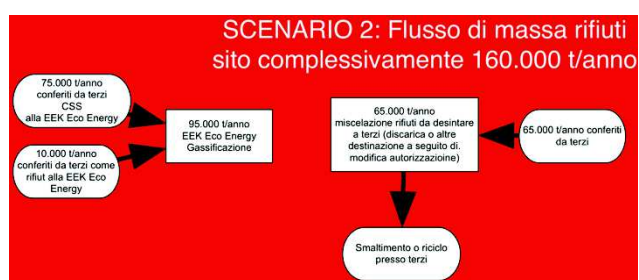 SCENARIO 2: Flusso di massa rifiuti
sito complessivamente 160.000 t/anno
75.000 t/anno
conferiti da terzi
CSS
alla EEK Eco Energy
10.000 t/anno
conferiti da terzi come
rifiut alla EEK Eco
Energy
95.000 t/anno
EEK Eco Energy
Gassificazione
65.000 t/anno
miscelazione rifiuti da desintare
a terzi (discarica o altre
destinazione a seguito di.
modifica autorizzazioine)
65.000 t/anno conferiti
da terzi
Smaltimento o riciclo
presso terzi